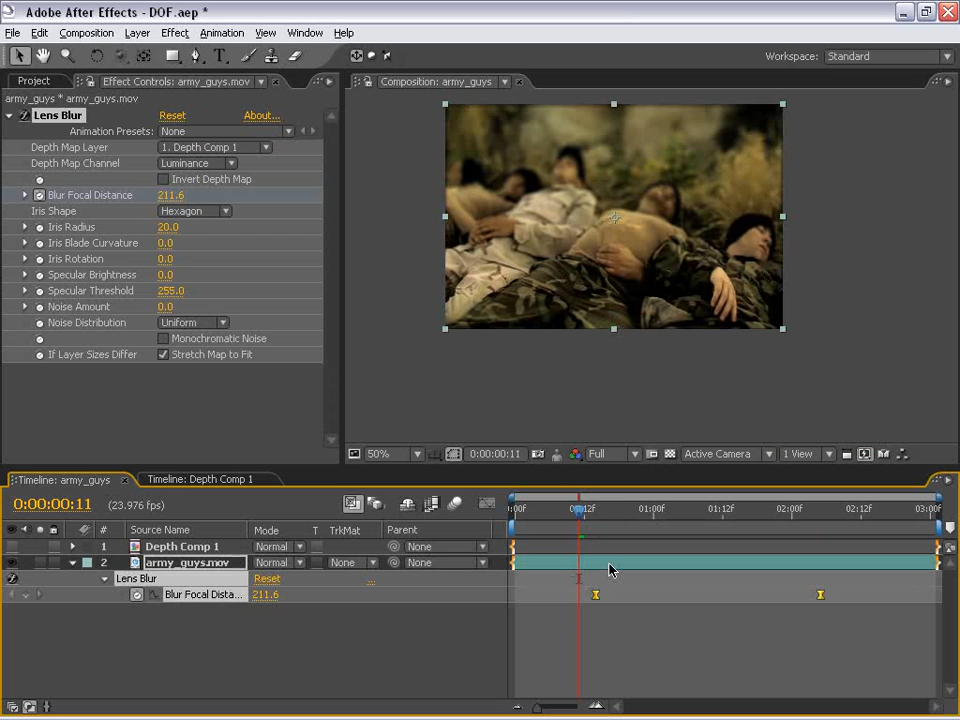 Adobe After Effects - DOF.aep *
File Edit Composition Layer Effect Animation View Window Help
Workspace: Standard
Project Effect Controls: army_guys.mov
Composition: army_guys
army_guys * army_guys.mov
Lens Blur Reset About...
Animation Presets: None
Depth Map Layer 1. Depth Comp 1
Depth Map Channel Luminance
Invert Depth Map
Blur Focal Distance 211.6
Iris Shape Hexagon
Iris Radius 20.0
Iris Blade Curvature 0.0
Iris Rotation 0.0
Specular Brightness 0.0
Specular Threshold 255.0
Noise Amount 0.0
Noise Distribution Uniform
Monochromatic Noise
If Layer Sizes Differ Stretch Map to Fit
50% 0:00:00:11 Full Active Camera 1 View
Timeline: army_guys Timeline: Depth Comp 1
0:00:00:11 (23.976 fps)
# Source Name Mode T TrkMat Parent
01:00F 01:12F 02:00F 02:12F 03:00
1 Depth Comp 1 Normal None
2 army_guys.mov Normal None None
Lens Blur Reset ...
Blur Focal Dista... 211.6